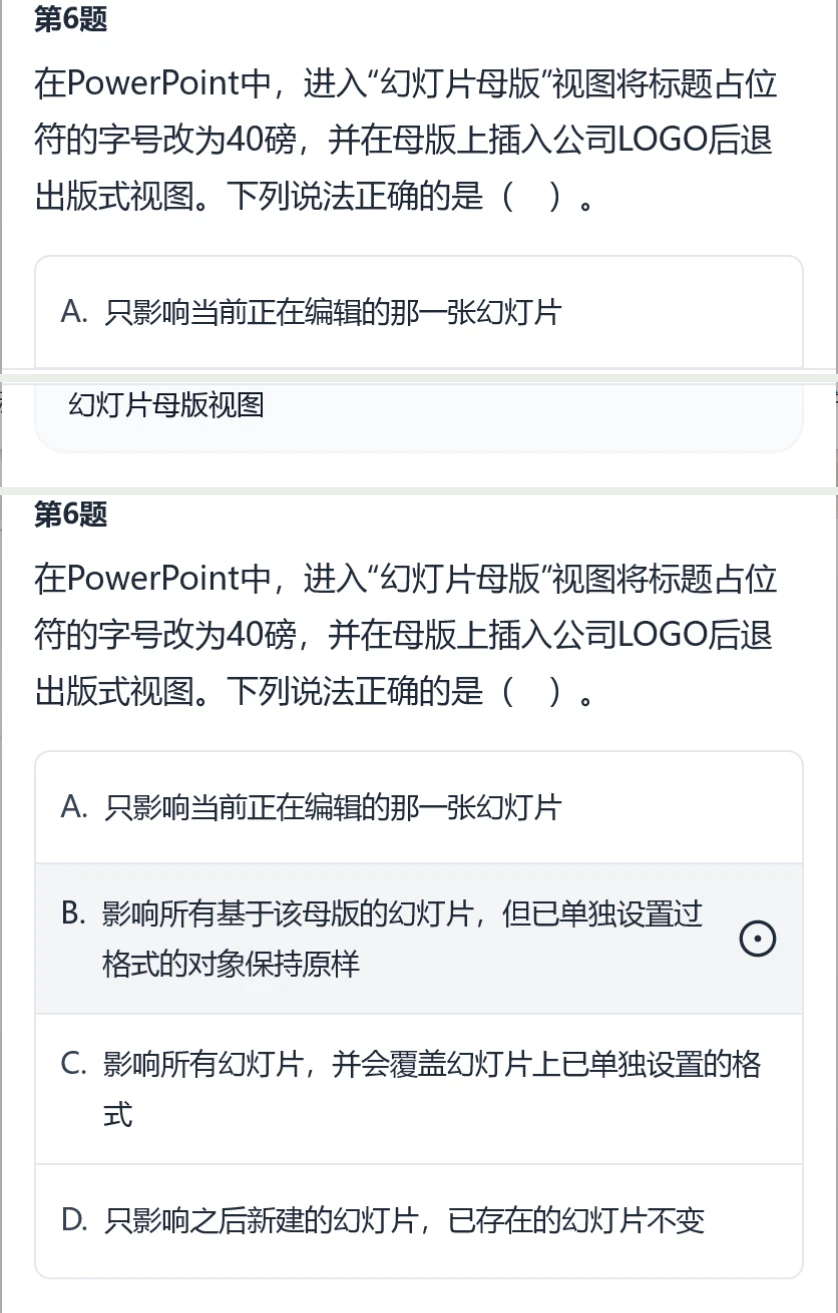 第6题
在PowerPoint中，进入“幻灯片母版”视图将标题占位
符的字号改为40磅，并在母版上插入公司LOGO后退
出版式视图。下列说法正确的是（　）。
A. 只影响当前正在编辑的那一张幻灯片
幻灯片母版视图
第6题
在PowerPoint中，进入“幻灯片母版”视图将标题占位
符的字号改为40磅，并在母版上插入公司LOGO后退
出版式视图。下列说法正确的是（　）。
A. 只影响当前正在编辑的那一张幻灯片
B. 影响所有基于该母版的幻灯片，但已单独设置过
格式的对象保持原样
C. 影响所有幻灯片，并会覆盖幻灯片上已单独设置的格
式
D. 只影响之后新建的幻灯片，已存在的幻灯片不变